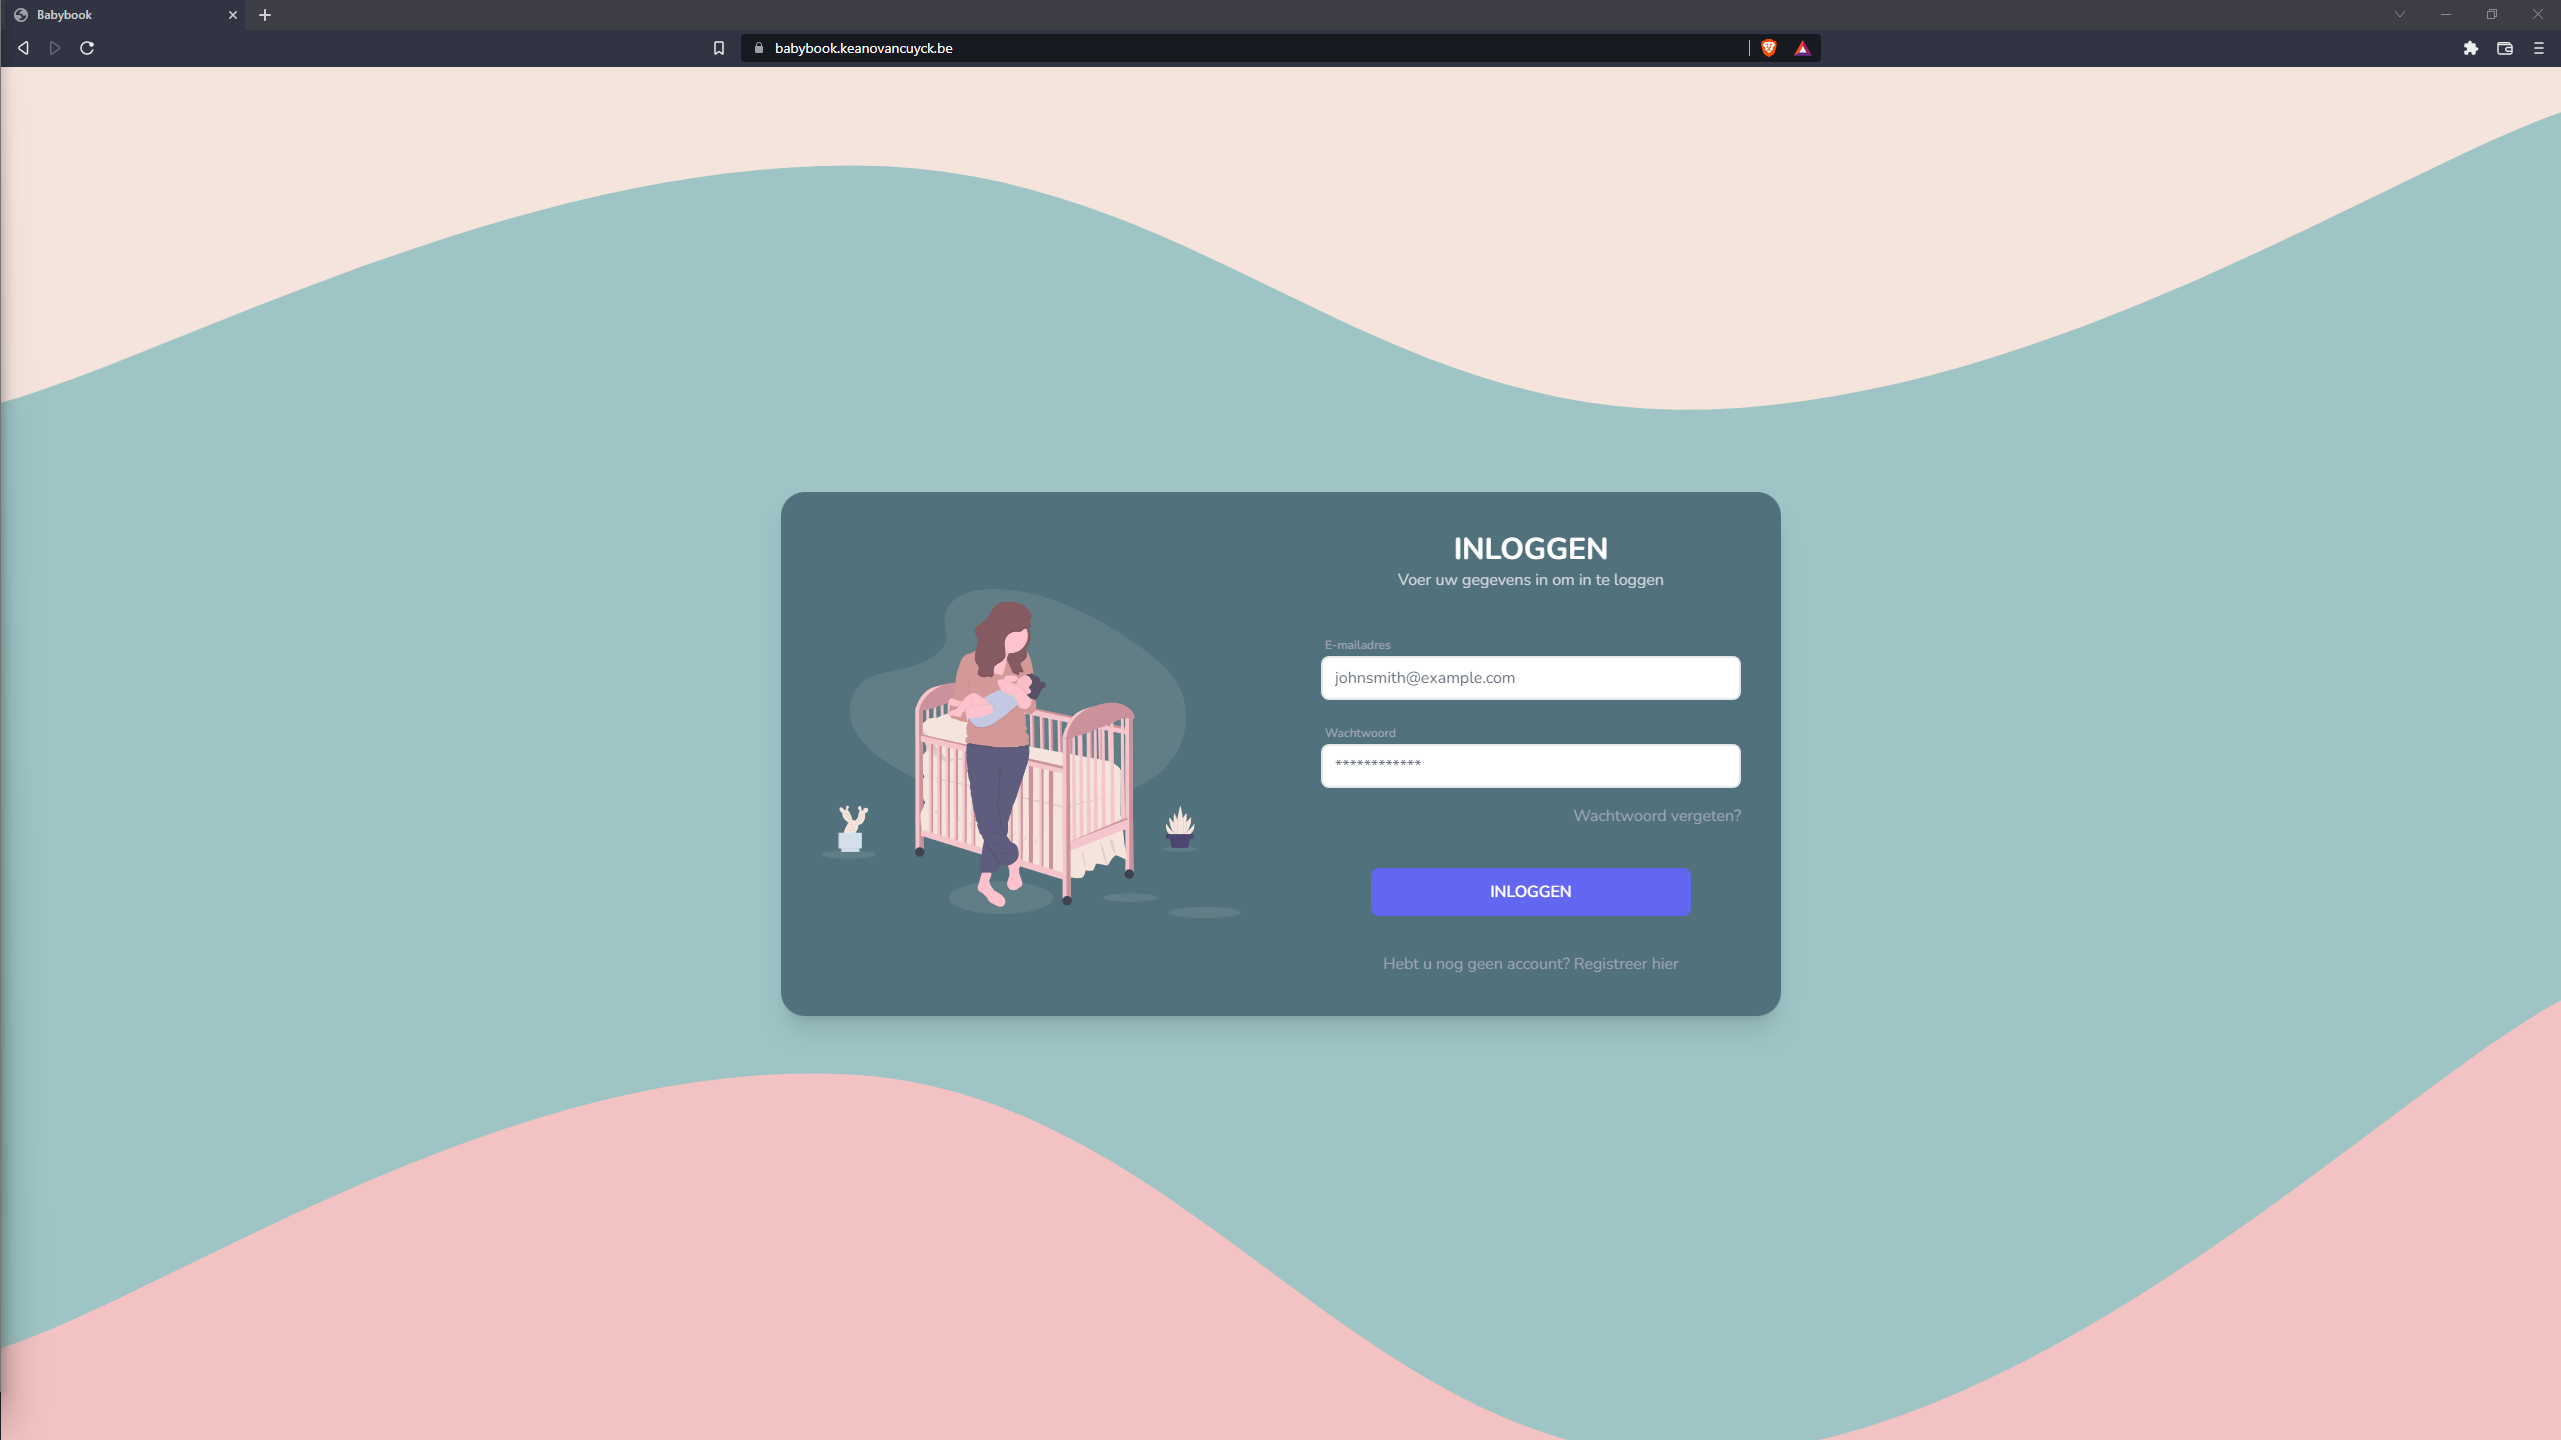 Babybook
babybook.keanovancuyck.be
INLOGGEN
Voer uw gegevens in om in te loggen
E-mailadres
johnsmith@example.com
Wachtwoord
************
Wachtwoord vergeten?
INLOGGEN
Hebt u nog geen account? Registreer hier